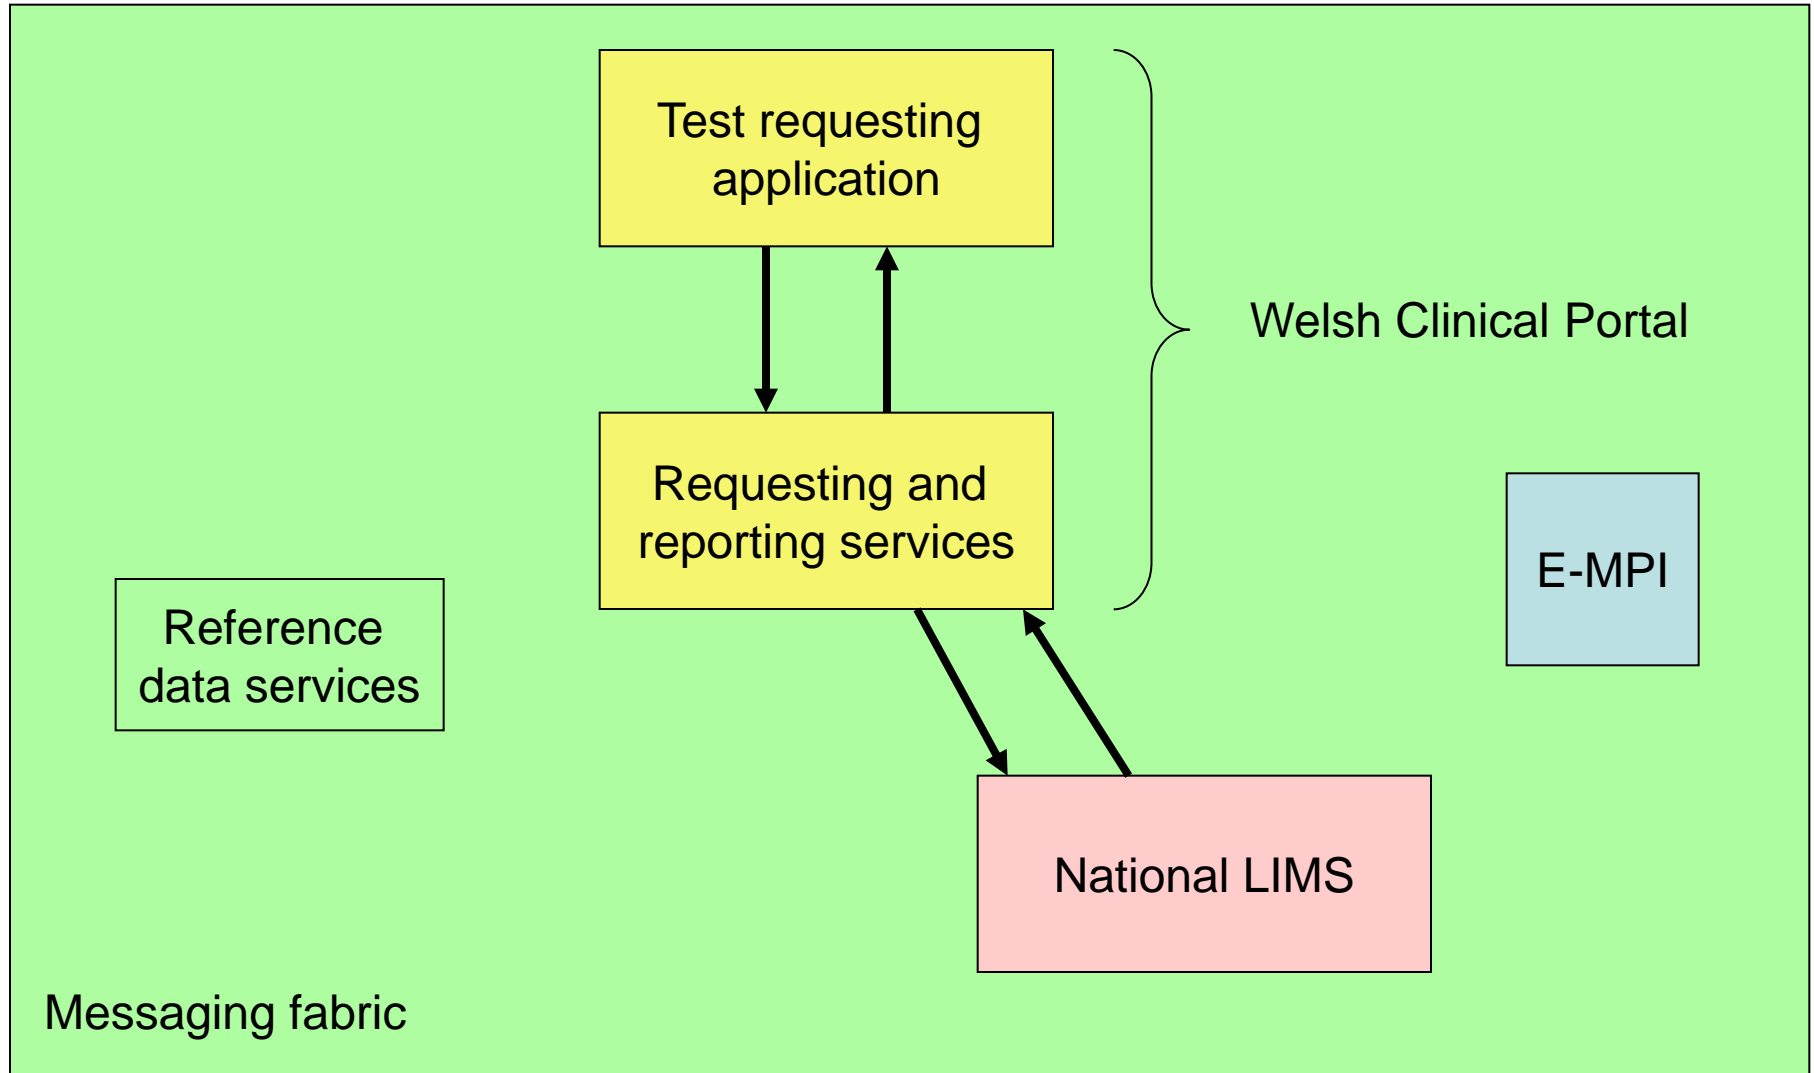 Test requesting
application
Welsh Clinical Portal
Requesting and
reporting services
E-MPI
Reference
data services
National LIMS
Messaging fabric